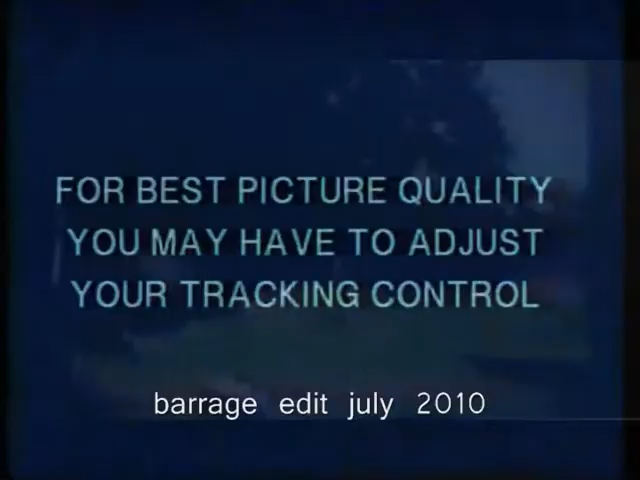 FOR BEST PICTURE QUALITY
YOU MAY HAVE TO ADJUST
YOUR TRACKING CONTROL
barrage edit july 2010